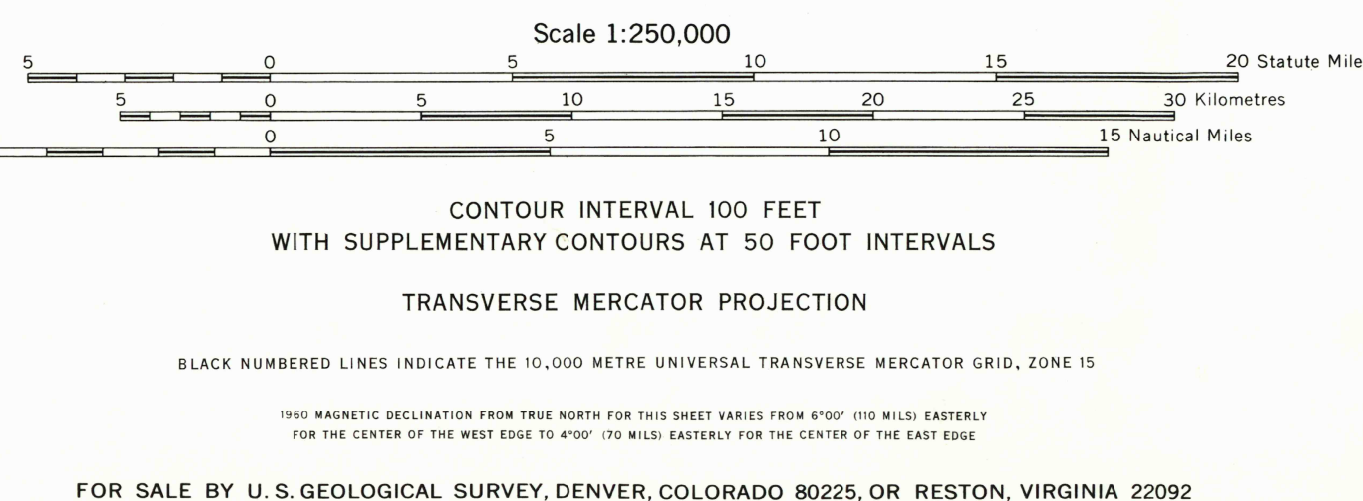 Scale 1:250,000
5 0 5 10 15 20 Statute Mile
5 0 5 10 15 20 25 30 Kilometres
0 5 10 15 Nautical Miles
CONTOUR INTERVAL 100 FEET
WITH SUPPLEMENTARY CONTOURS AT 50 FOOT INTERVALS
TRANSVERSE MERCATOR PROJECTION
BLACK NUMBERED LINES INDICATE THE 10,000 METRE UNIVERSAL TRANSVERSE MERCATOR GRID, ZONE 15
1960 MAGNETIC DECLINATION FROM TRUE NORTH FOR THIS SHEET VARIES FROM 6°00′ (110 MILS) EASTERLY
FOR THE CENTER OF THE WEST EDGE TO 4°00′ (70 MILS) EASTERLY FOR THE CENTER OF THE EAST EDGE
FOR SALE BY U.S. GEOLOGICAL SURVEY, DENVER, COLORADO 80225, OR RESTON, VIRGINIA 22092